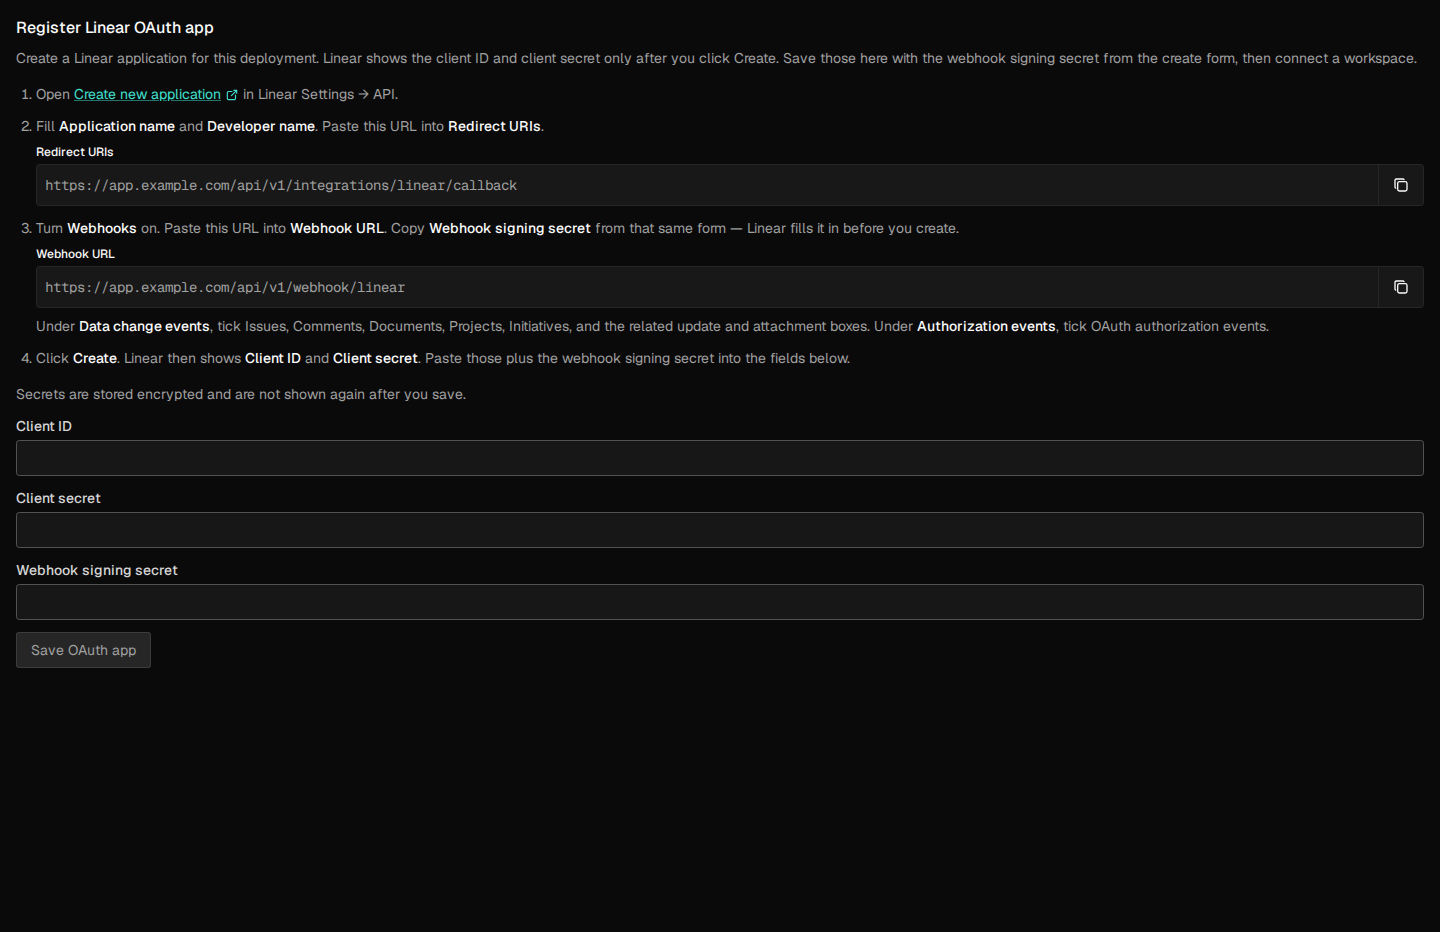 Register Linear OAuth app
Create a Linear application for this deployment. Linear shows the client ID and client secret only after you click Create. Save those here with the webhook signing secret from the create form, then connect a workspace.
1. Open Create new application in Linear Settings → API.
2. Fill Application name and Developer name. Paste this URL into Redirect URIs.
Redirect URIs
https://app.example.com/api/v1/integrations/linear/callback
3. Turn Webhooks on. Paste this URL into Webhook URL. Copy Webhook signing secret from that same form — Linear fills it in before you create.
Webhook URL
https://app.example.com/api/v1/webhook/linear
Under Data change events, tick Issues, Comments, Documents, Projects, Initiatives, and the related update and attachment boxes. Under Authorization events, tick OAuth authorization events.
4. Click Create. Linear then shows Client ID and Client secret. Paste those plus the webhook signing secret into the fields below.
Secrets are stored encrypted and are not shown again after you save.
Client ID
Client secret
Webhook signing secret
Save OAuth app